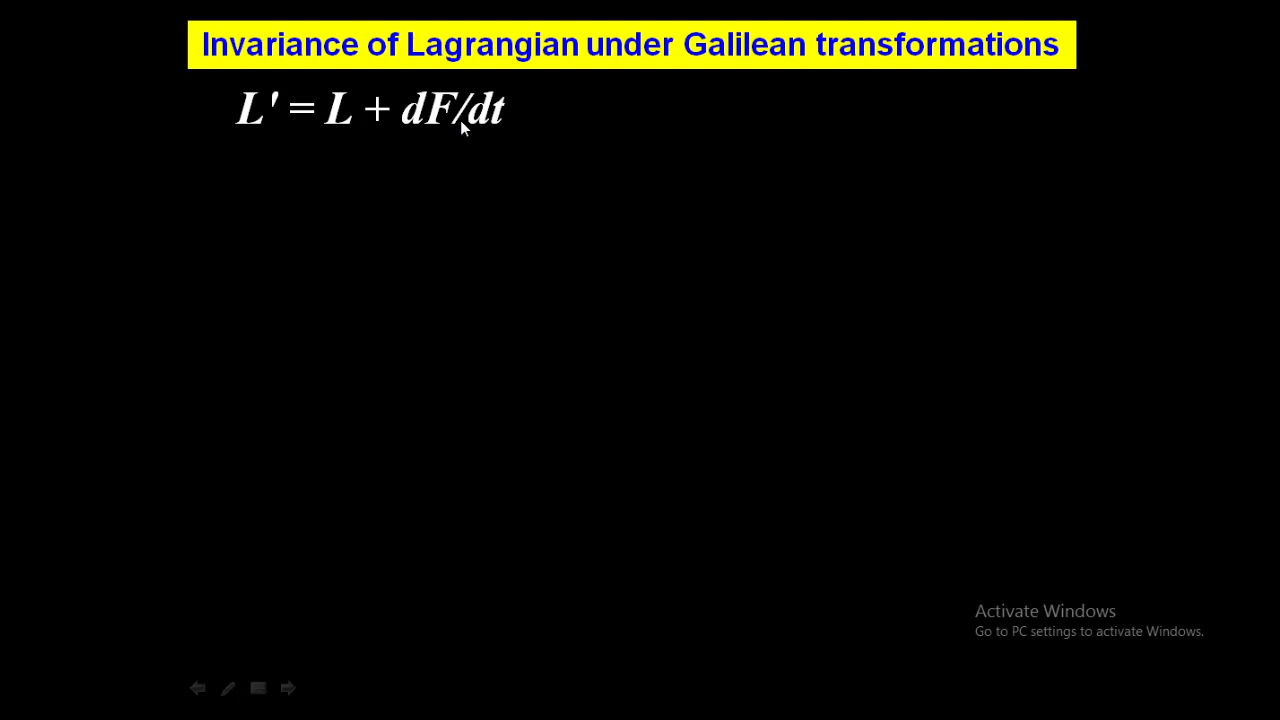 Invariance of Lagrangian under Galilean transformations
L' = L + dF/dt
Activate Windows
Go to PC settings to activate Windows.